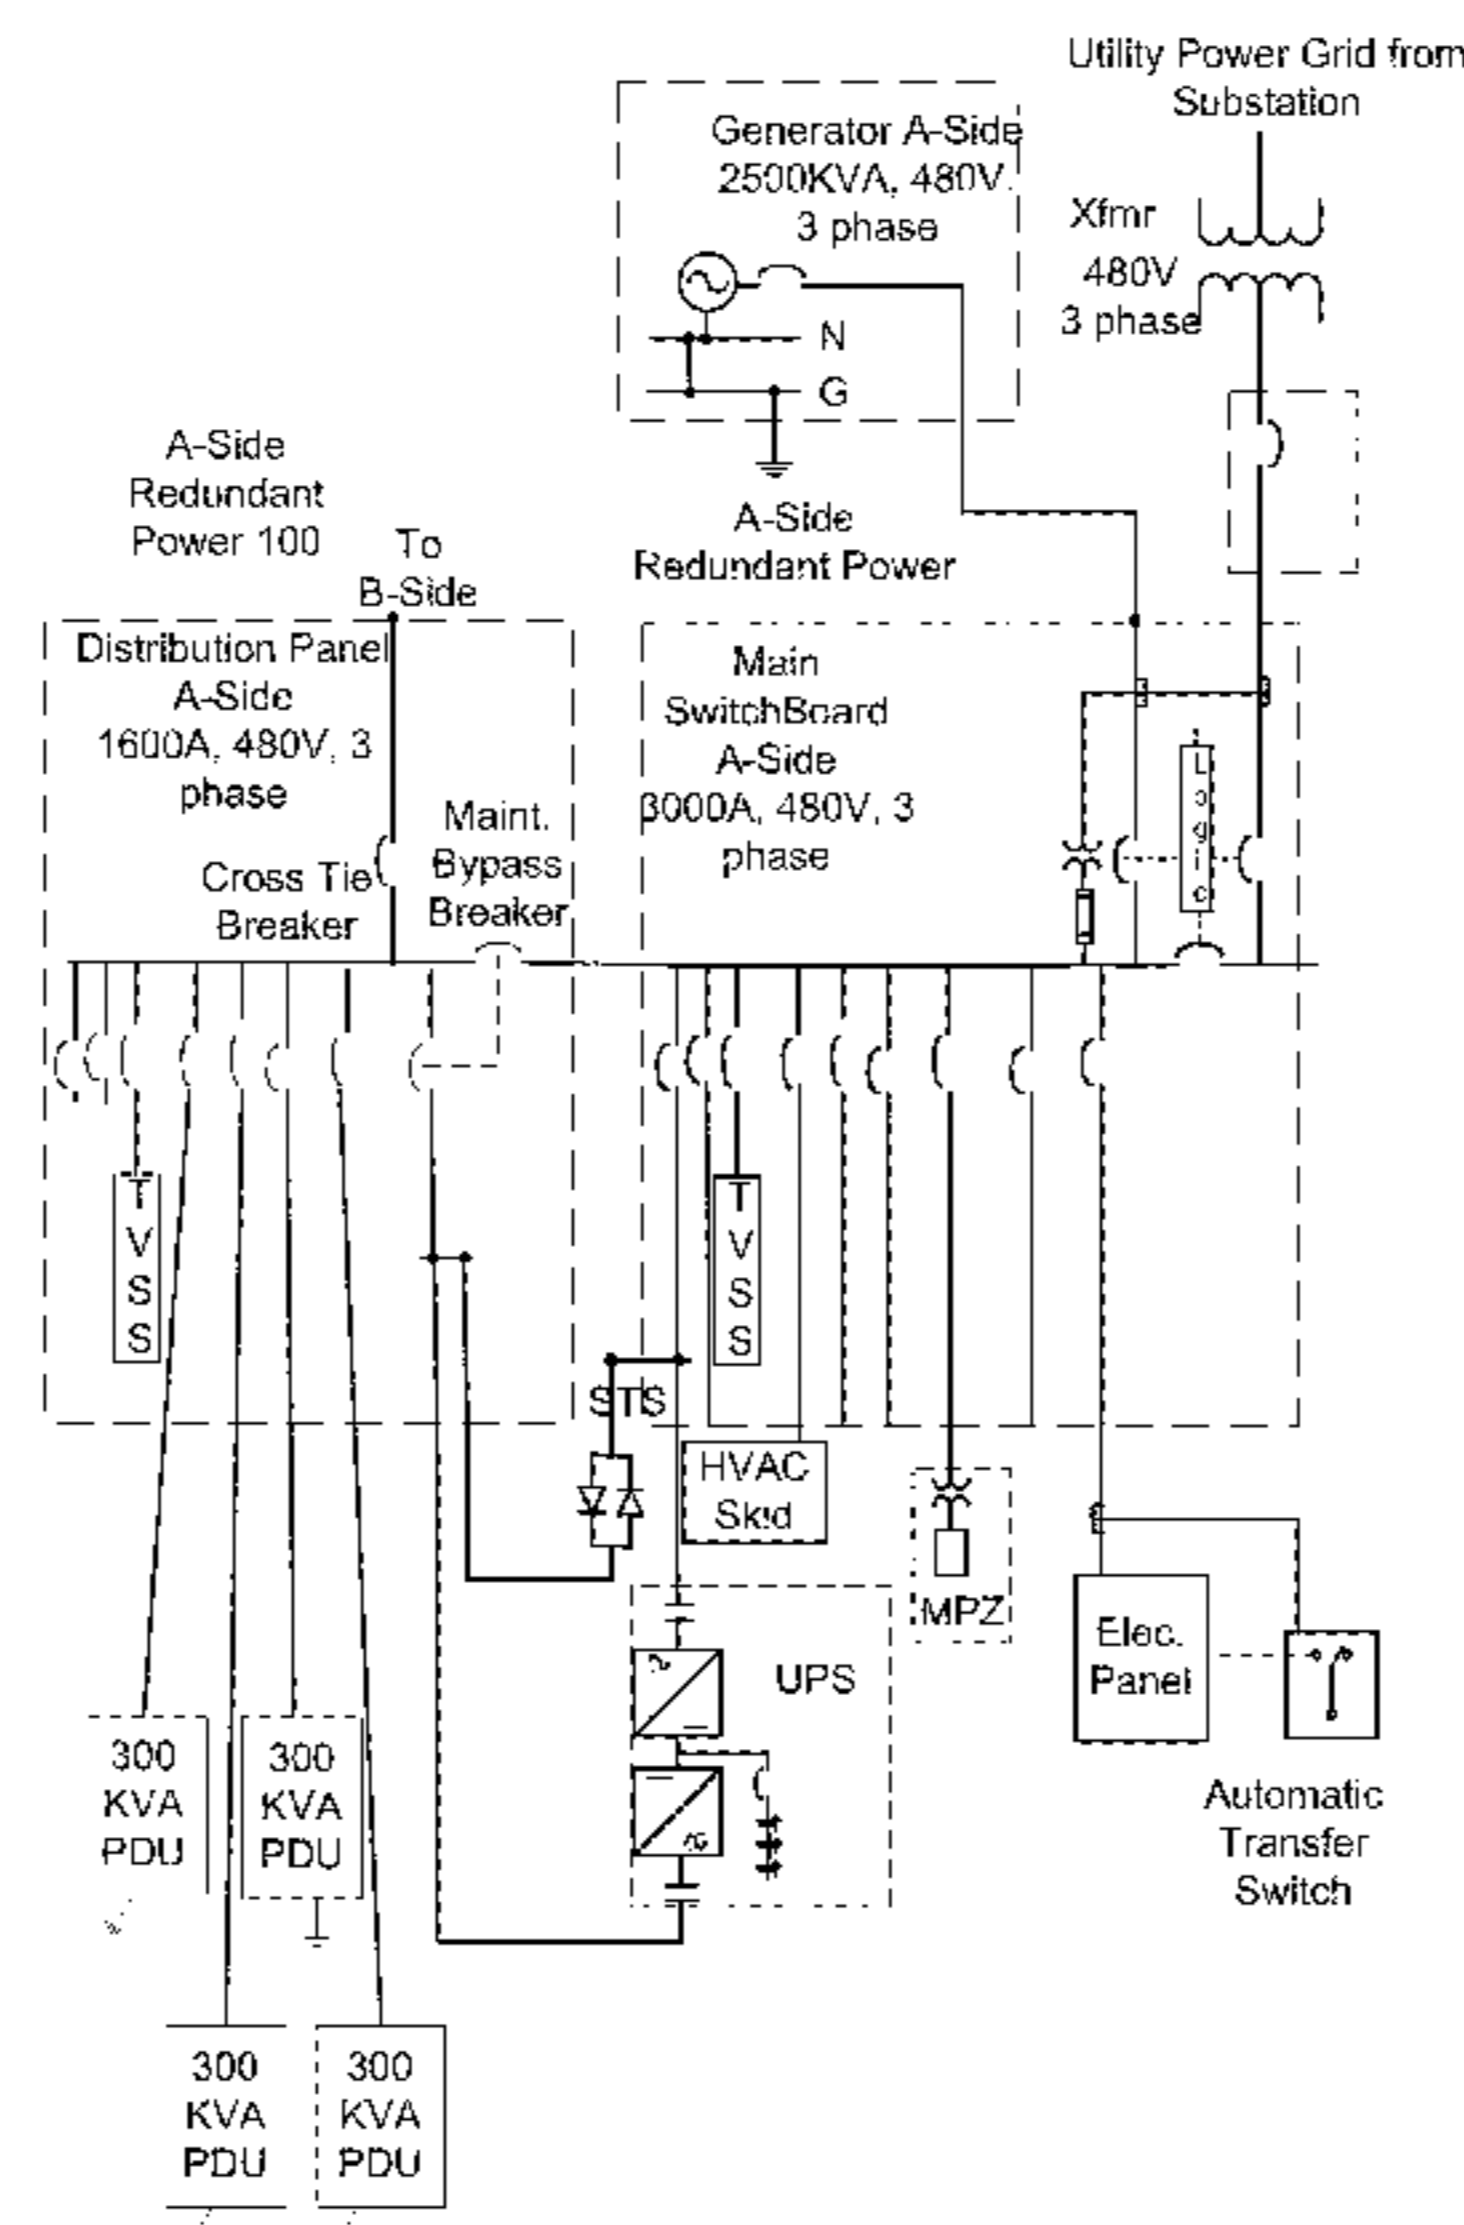 Utility Power Grid from
Substation
Generator A-Side
2500KVA, 480V,
3 phase
Xfmr
480V
3 phase
N
G
A-Side
Redundant
Power 100
To
B-Side
A-Side
Redundant Power
Distribution Panel
A-Side
1600A, 480V, 3
phase
Main
SwitchBoard
A-Side
3000A, 480V, 3
phase
Logic
Maint.
Bypass
Breaker
Cross Tie
Breaker
TVSS
TVSS
STS
HVAC
Skid
MPZ
UPS
Elec.
Panel
Automatic
Transfer
Switch
300
KVA
PDU
300
KVA
PDU
300
KVA
PDU
300
KVA
PDU